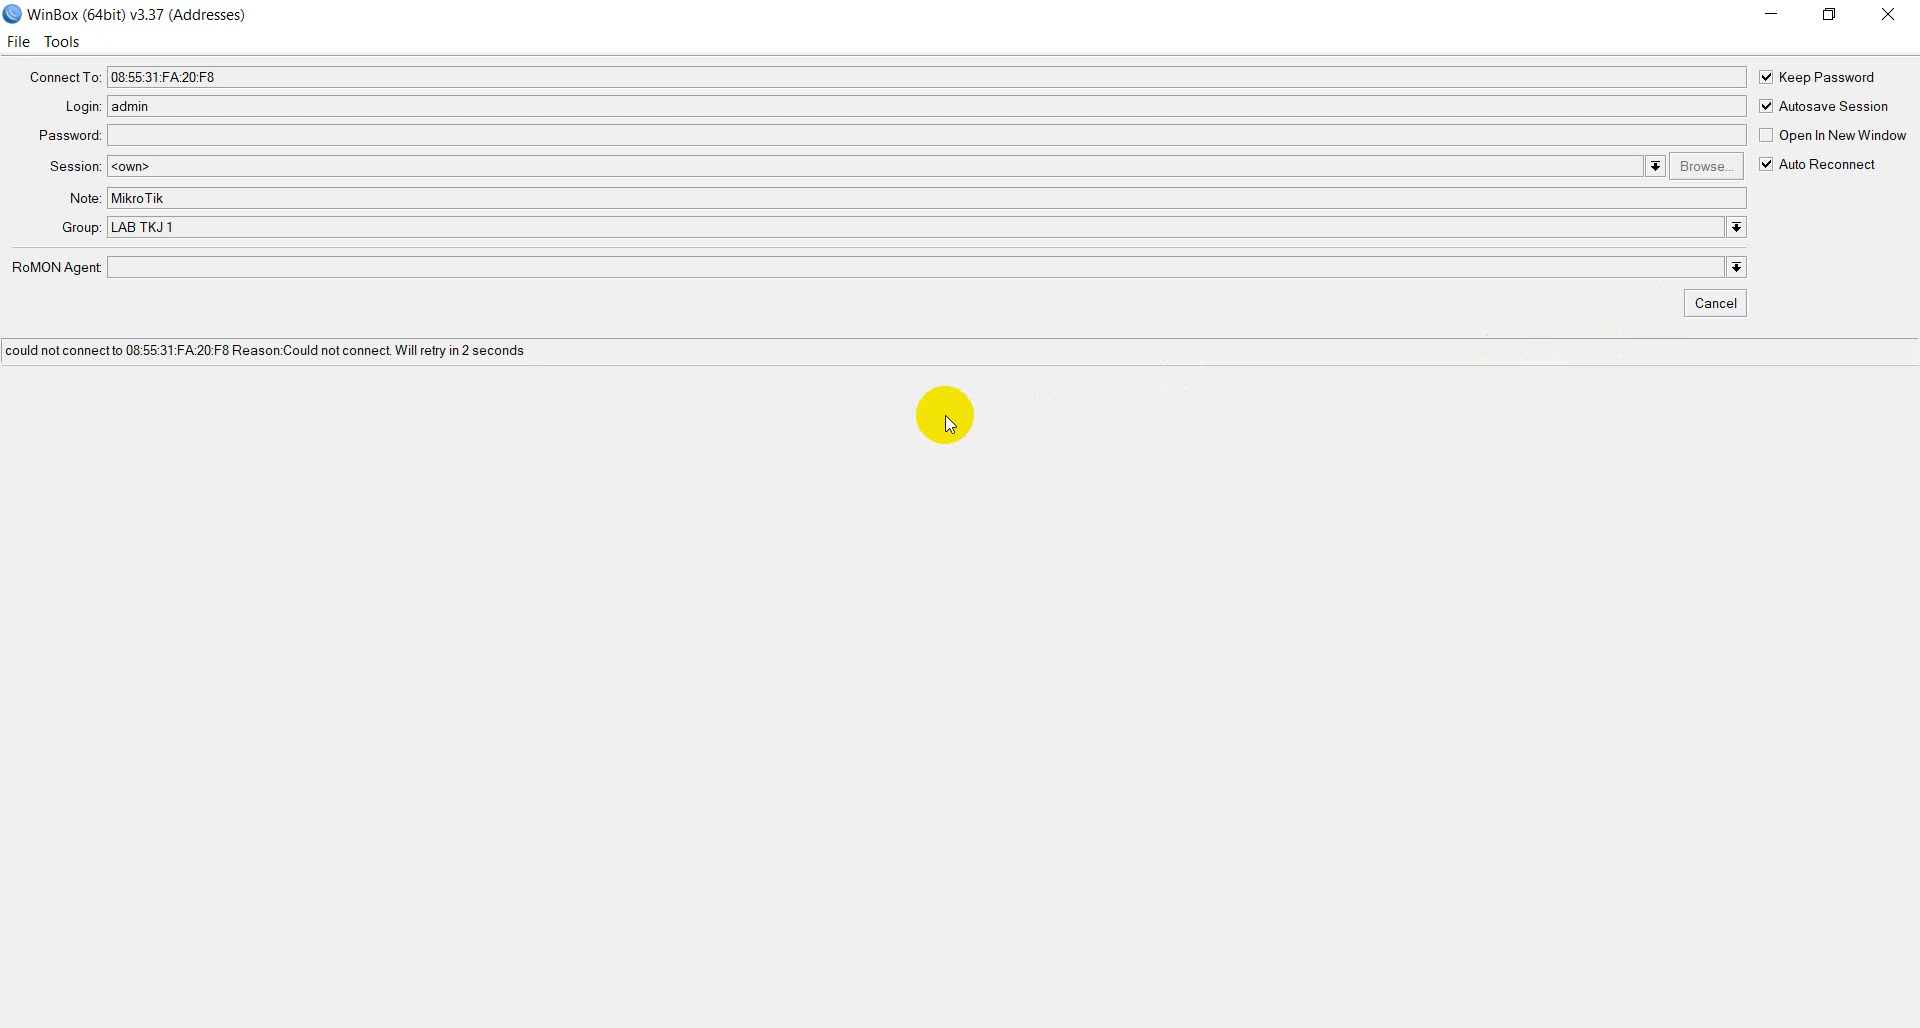 WinBox (64bit) v3.37 (Addresses)
File Tools
Connect To: 08:55:31:FA:20:F8
Keep Password
Login: admin
Autosave Session
Password:
Open In New Window
Session: <own>
Browse...
Auto Reconnect
Note: MikroTik
Group: LAB TKJ 1
RoMON Agent:
Cancel
could not connect to 08:55:31:FA:20:F8 Reason:Could not connect. Will retry in 2 seconds